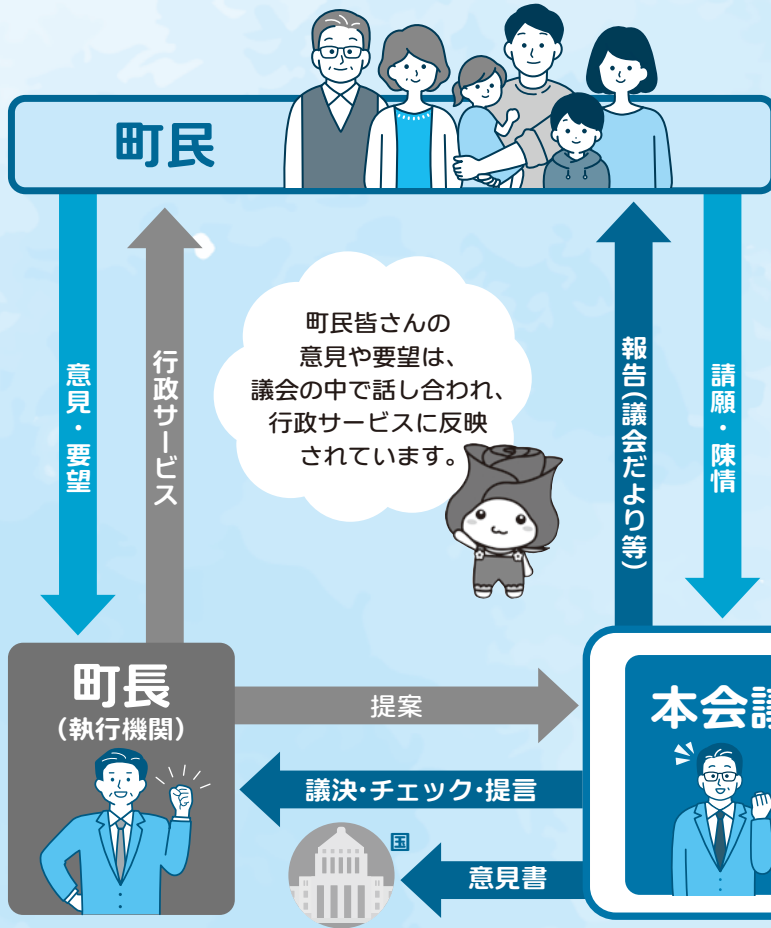 町民
意見・要望
行政サービス
町民皆さんの
意見や要望は、
議会の中で話し合われ、
行政サービスに反映
されています。
報告(議会だより等)
請願・陳情
町長
(執行機関)
提案
本会議
議決・チェック・提言
国
意見書